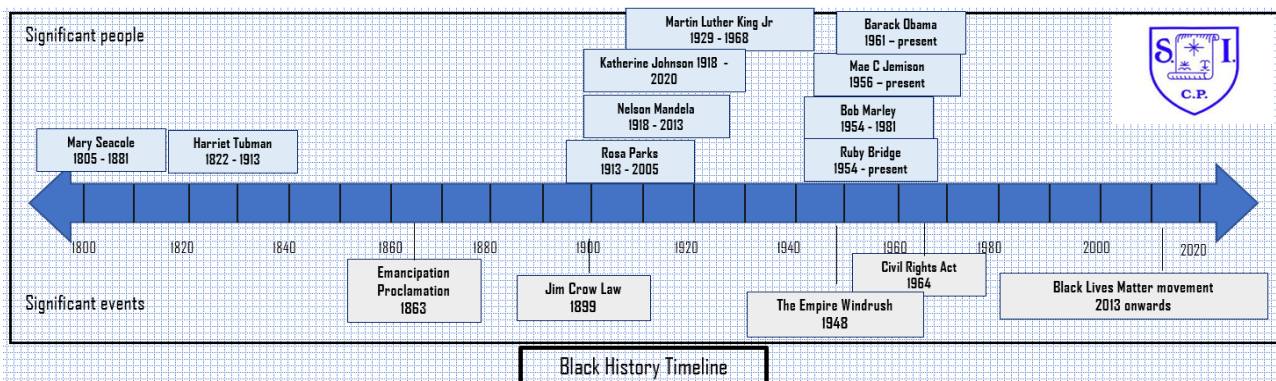 Significant people
Martin Luther King Jr
1929 - 1968
Barack Obama
1961 – present
Katherine Johnson 1918 -
2020
Mae C Jemison
1956 – present
Nelson Mandela
1918 - 2013
Bob Marley
1954 - 1981
Mary Seacole
1805 - 1881
Harriet Tubman
1822 - 1913
Rosa Parks
1913 - 2005
Ruby Bridge
1954 - present
S. I.
C.P.
1800 1820 1840 1860 1880 1900 1920 1940 1960 1980 2000 2020
Significant events
Emancipation
Proclamation
1863
Jim Crow Law
1899
The Empire Windrush
1948
Civil Rights Act
1964
Black Lives Matter movement
2013 onwards
Black History Timeline